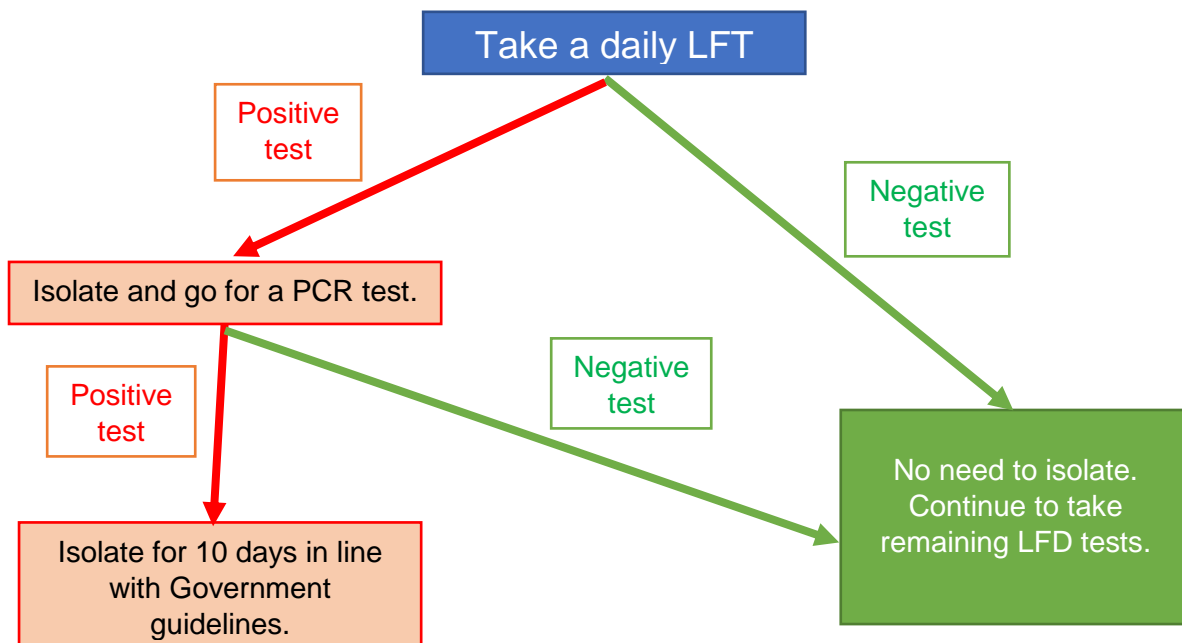 Take a daily LFT
Positive
test
Negative
test
Isolate and go for a PCR test.
Positive
test
Negative
test
No need to isolate.
Continue to take
remaining LFD tests.
Isolate for 10 days in line
with Government
guidelines.